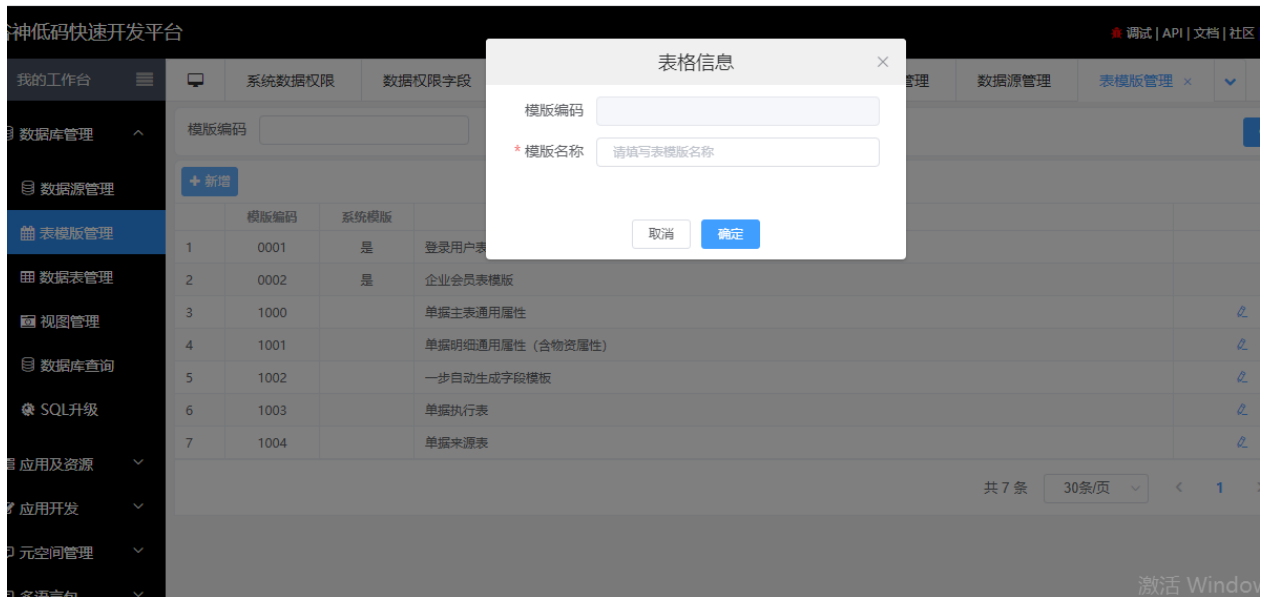 谷神低码快速开发平台
调试 | API | 文档 | 社区
我的工作台
系统数据权限
数据权限字段
管理
数据源管理
表模版管理 ×
表格信息 ×
模版编码
* 模版名称 请填写表模版名称
取消 确定
数据库管理
数据源管理
表模版管理
数据表管理
视图管理
数据库查询
SQL升级
应用及资源
应用开发
元空间管理
多语言包
模版编码
+ 新增
模版编码 系统模版
1 0001 是 登录用户表
2 0002 是 企业会员表模版
3 1000 单据主表通用属性
4 1001 单据明细通用属性（含物资属性）
5 1002 一步自动生成字段模板
6 1003 单据执行表
7 1004 单据来源表
共 7 条 30条/页 < 1
激活 Window